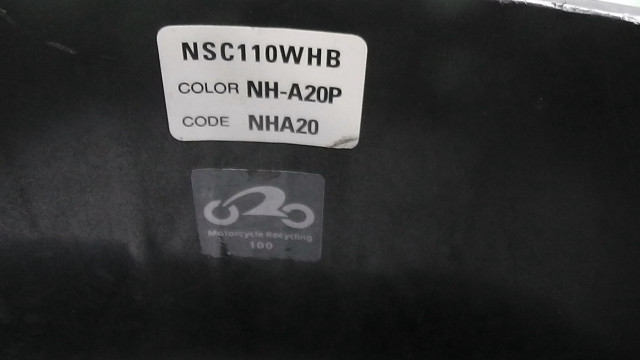 NSC110WHB
COLOR NH-A20P
CODE NHA20
Motorcycle Recycling
100